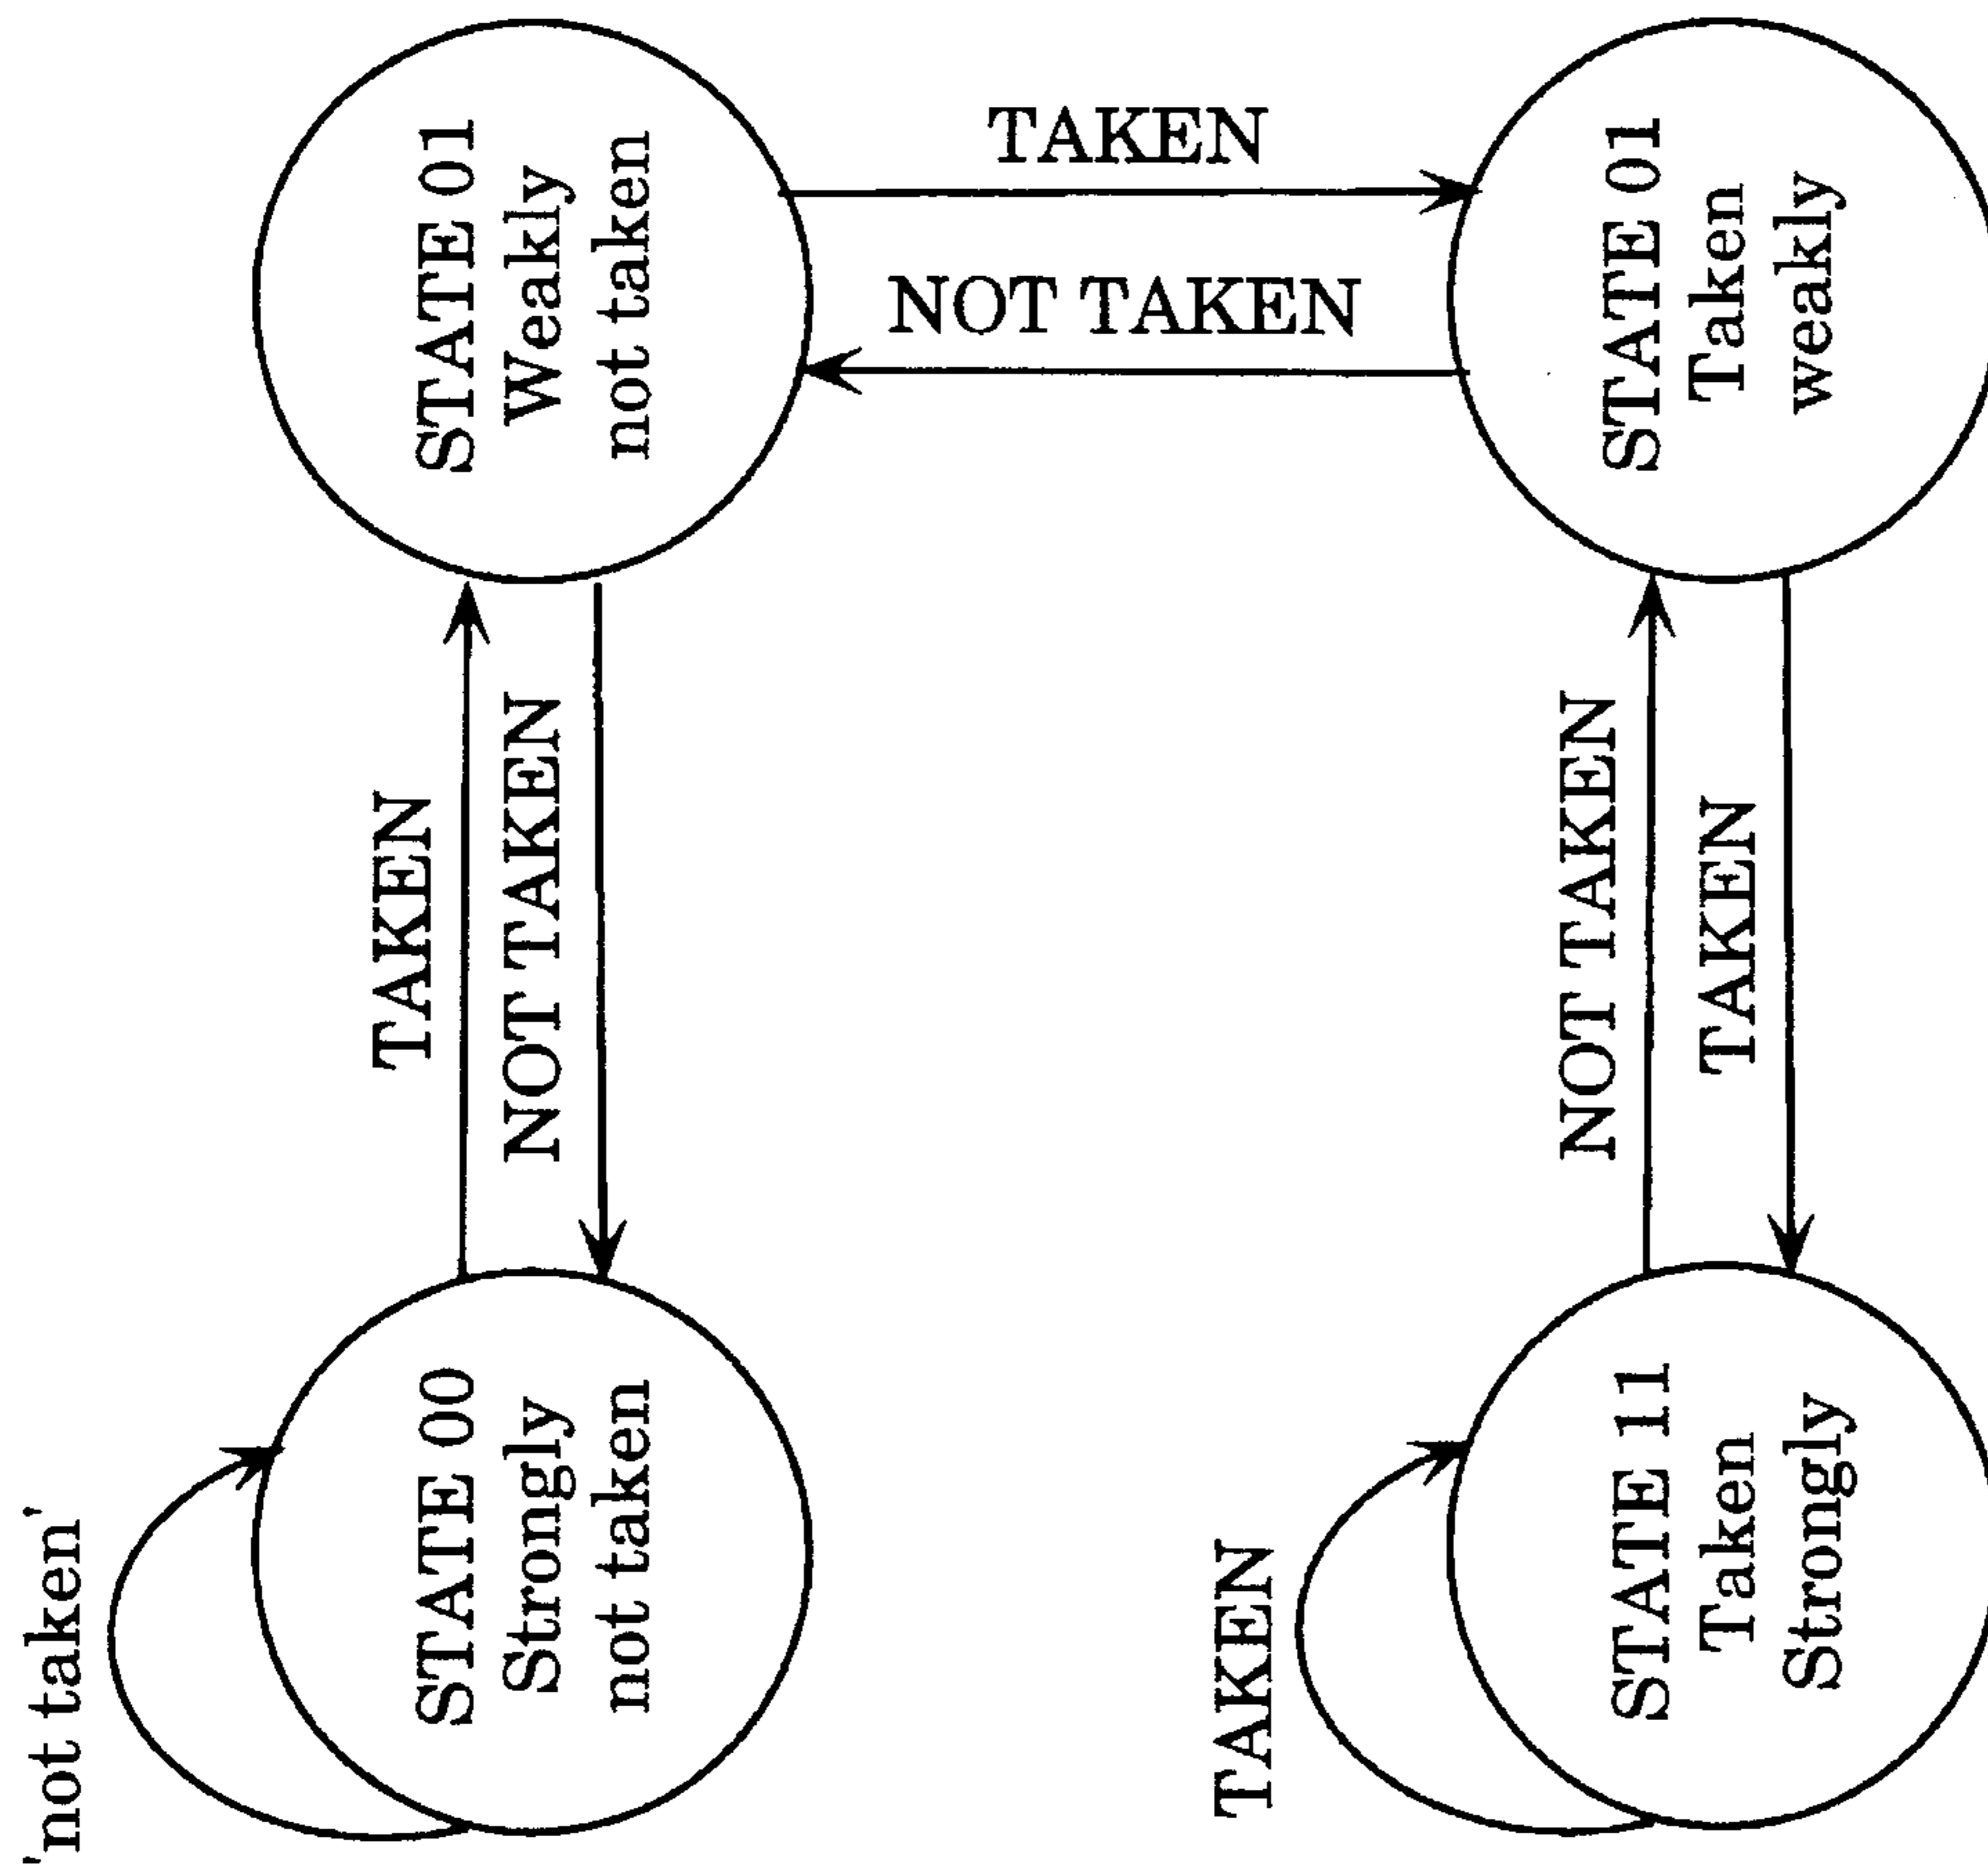 'not taken'
STATE 00
Strongly
not taken
TAKEN
NOT TAKEN
STATE 01
Weakly
not taken
TAKEN
NOT TAKEN
TAKEN
STATE 11
Taken
Strongly
NOT TAKEN
TAKEN
STATE 01
Taken
weakly